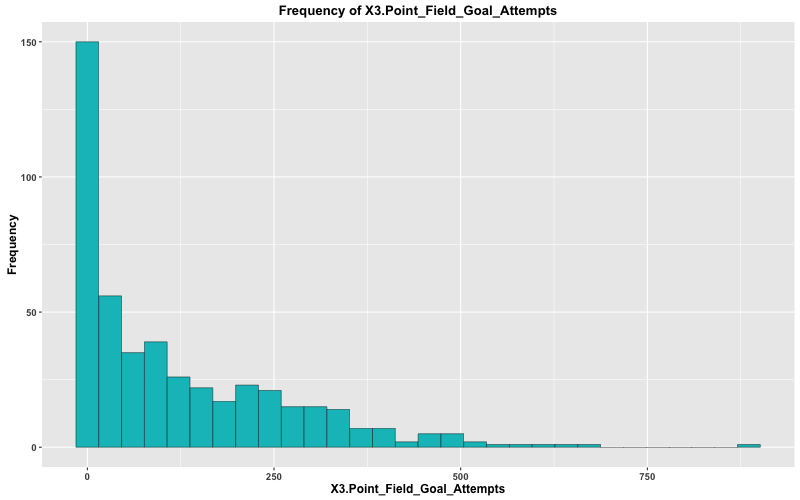 Frequency of X3.Point_Field_Goal_Attempts
150
100
50
0
Frequency
0 250 500 750
X3.Point_Field_Goal_Attempts